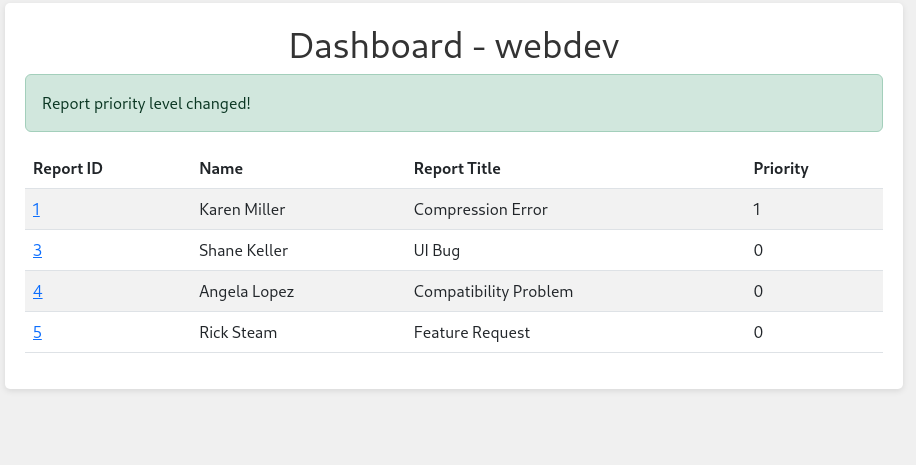 Dashboard - webdev
Report priority level changed!
Report ID Name Report Title Priority
1 Karen Miller Compression Error 1
3 Shane Keller UI Bug 0
4 Angela Lopez Compatibility Problem 0
5 Rick Steam Feature Request 0